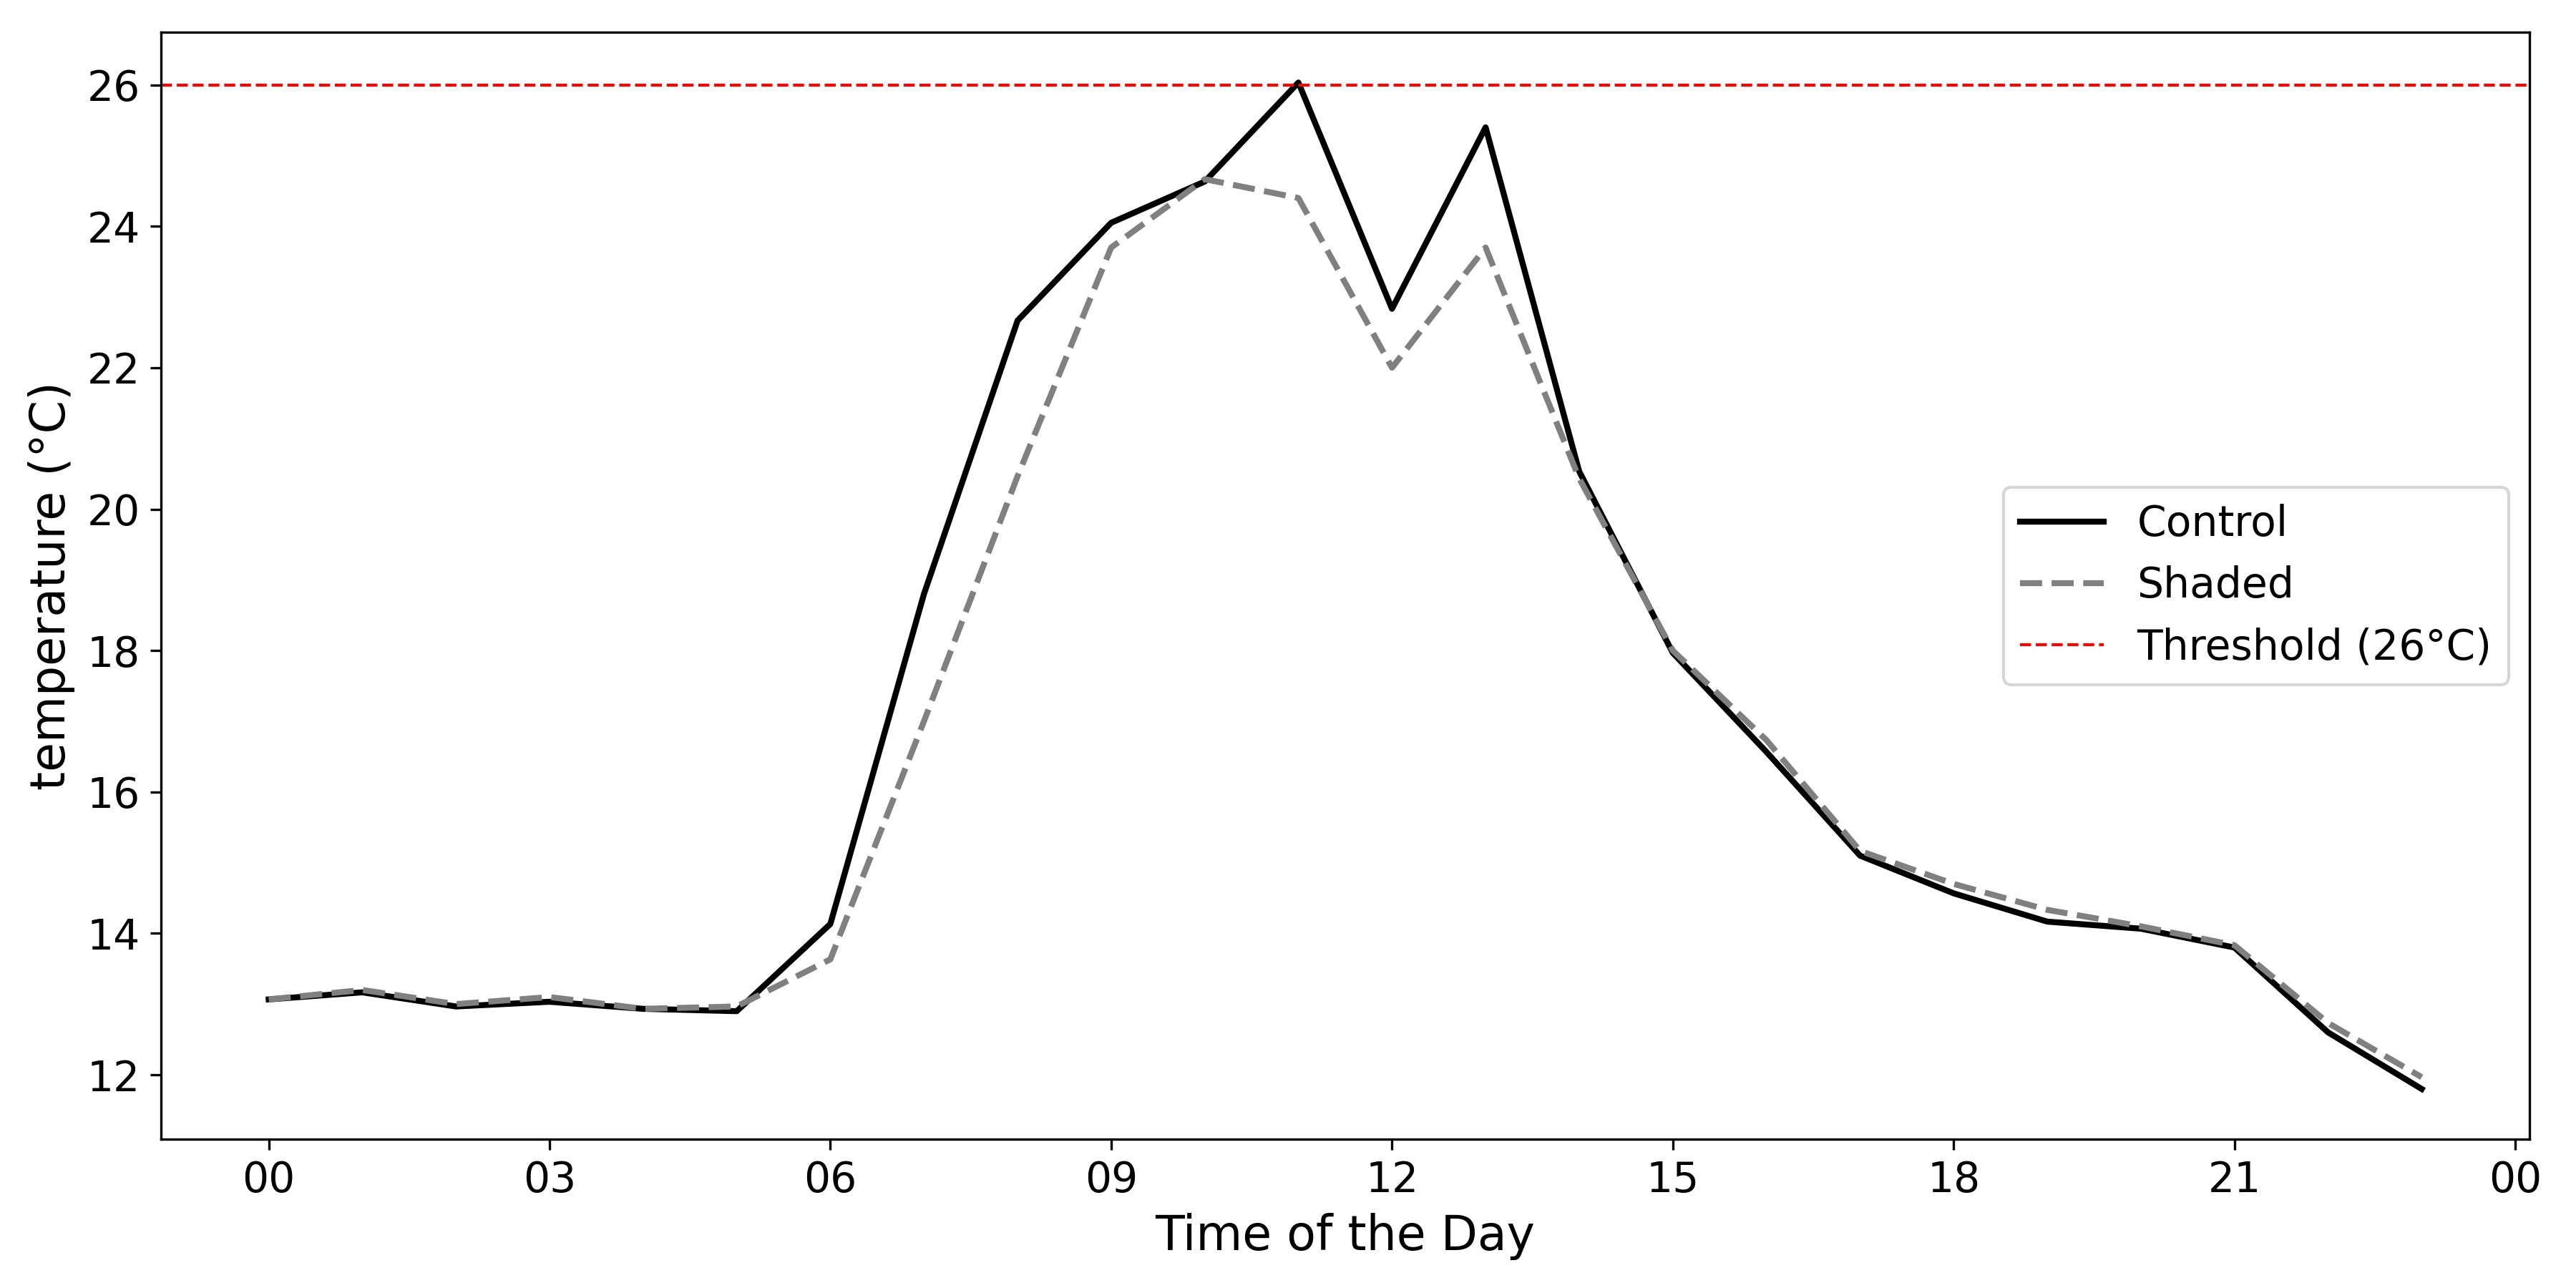 26
24
22
20
18
16
14
12
temperature (°C)
Control
Shaded
Threshold (26°C)
00 03 06 09 12 15 18 21 00
Time of the Day